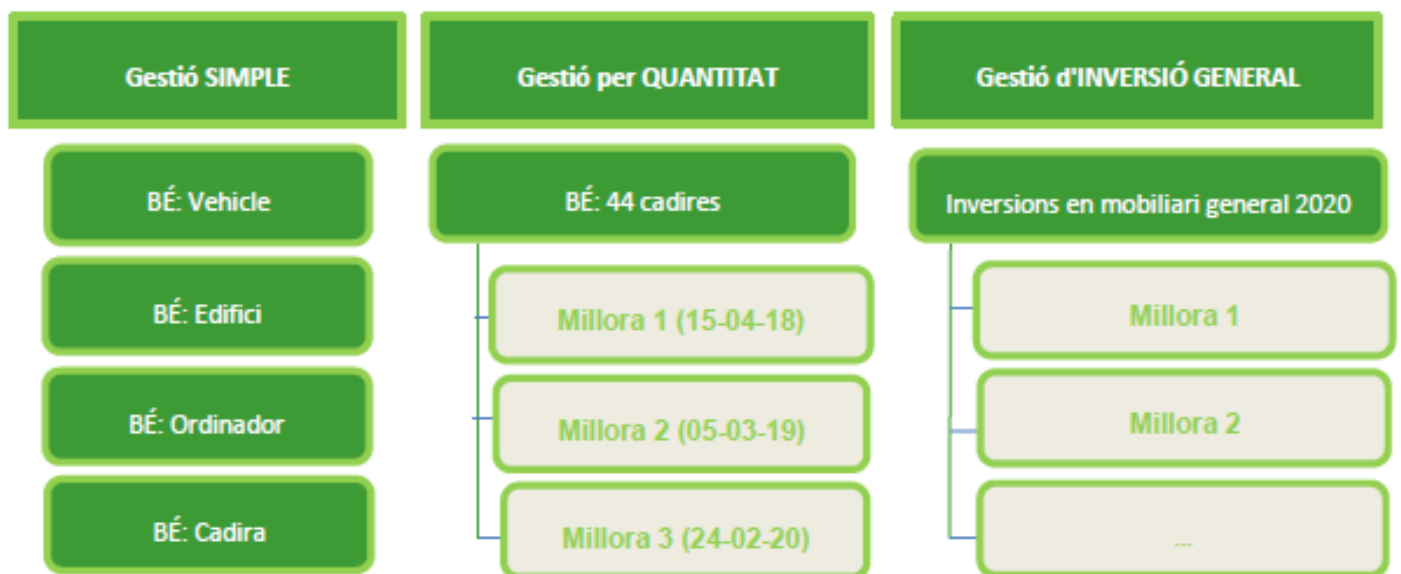 Gestió SIMPLE
BÉ: Vehicle
BÉ: Edifici
BÉ: Ordinador
BÉ: Cadira
Gestió per QUANTITAT
BÉ: 44 cadires
Millora 1 (15-04-18)
Millora 2 (05-03-19)
Millora 3 (24-02-20)
Gestió d'INVERSIÓ GENERAL
Inversions en mobiliari general 2020
Millora 1
Millora 2
...